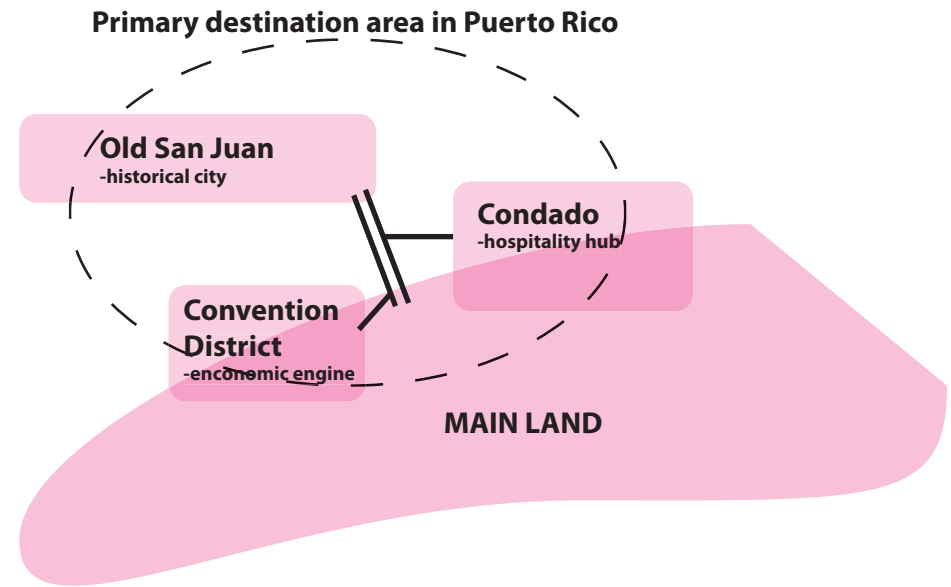 Primary destination area in Puerto Rico
Old San Juan
-historical city
Condado
-hospitality hub
Convention
District
-enconomic engine
MAIN LAND